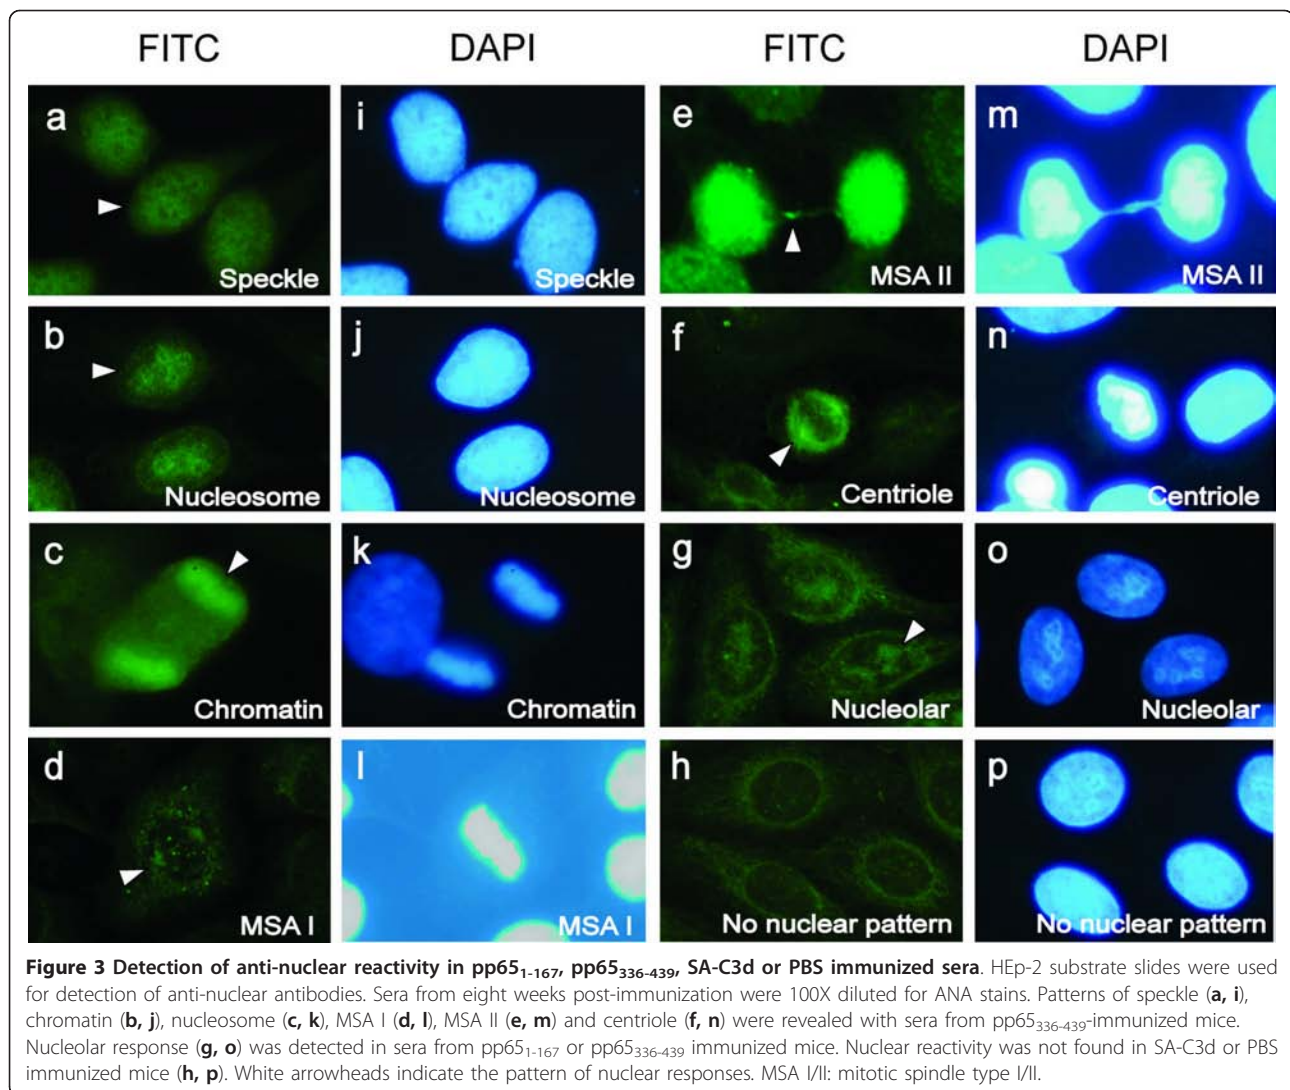 FITC DAPI FITC DAPI
a i e m
Speckle Speckle MSA II MSA II
b j f n
Nucleosome Nucleosome Centriole Centriole
c k g o
Chromatin Chromatin Nucleolar Nucleolar
d l h p
MSA I MSA I No nuclear pattern No nuclear pattern
Figure 3 Detection of anti-nuclear reactivity in pp65₁₋₁₆₇, pp65₃₃₆₋₄₃₉, SA-C3d or PBS immunized sera. HEp-2 substrate slides were used
for detection of anti-nuclear antibodies. Sera from eight weeks post-immunization were 100X diluted for ANA stains. Patterns of speckle (a, i),
chromatin (b, j), nucleosome (c, k), MSA I (d, l), MSA II (e, m) and centriole (f, n) were revealed with sera from pp65₃₃₆₋₄₃₉-immunized mice.
Nucleolar response (g, o) was detected in sera from pp65₁₋₁₆₇ or pp65₃₃₆₋₄₃₉ immunized mice. Nuclear reactivity was not found in SA-C3d or PBS
immunized mice (h, p). White arrowheads indicate the pattern of nuclear responses. MSA I/II: mitotic spindle type I/II.